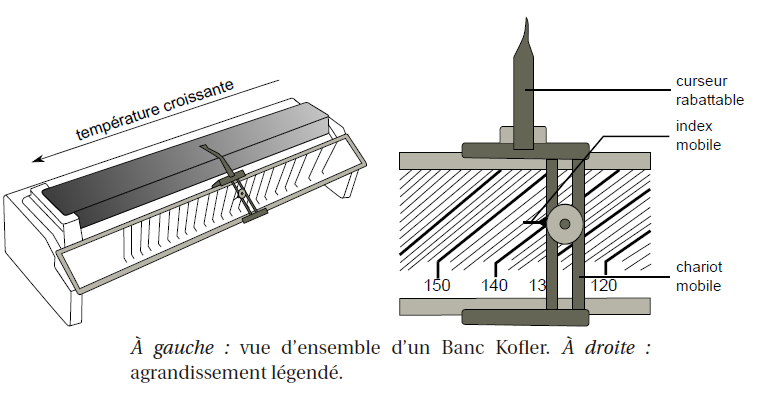 température croissante
curseur
rabattable
index
mobile
150 140 13 120
chariot
mobile
À gauche : vue d'ensemble d'un Banc Kofler. À droite :
agrandissement légendé.